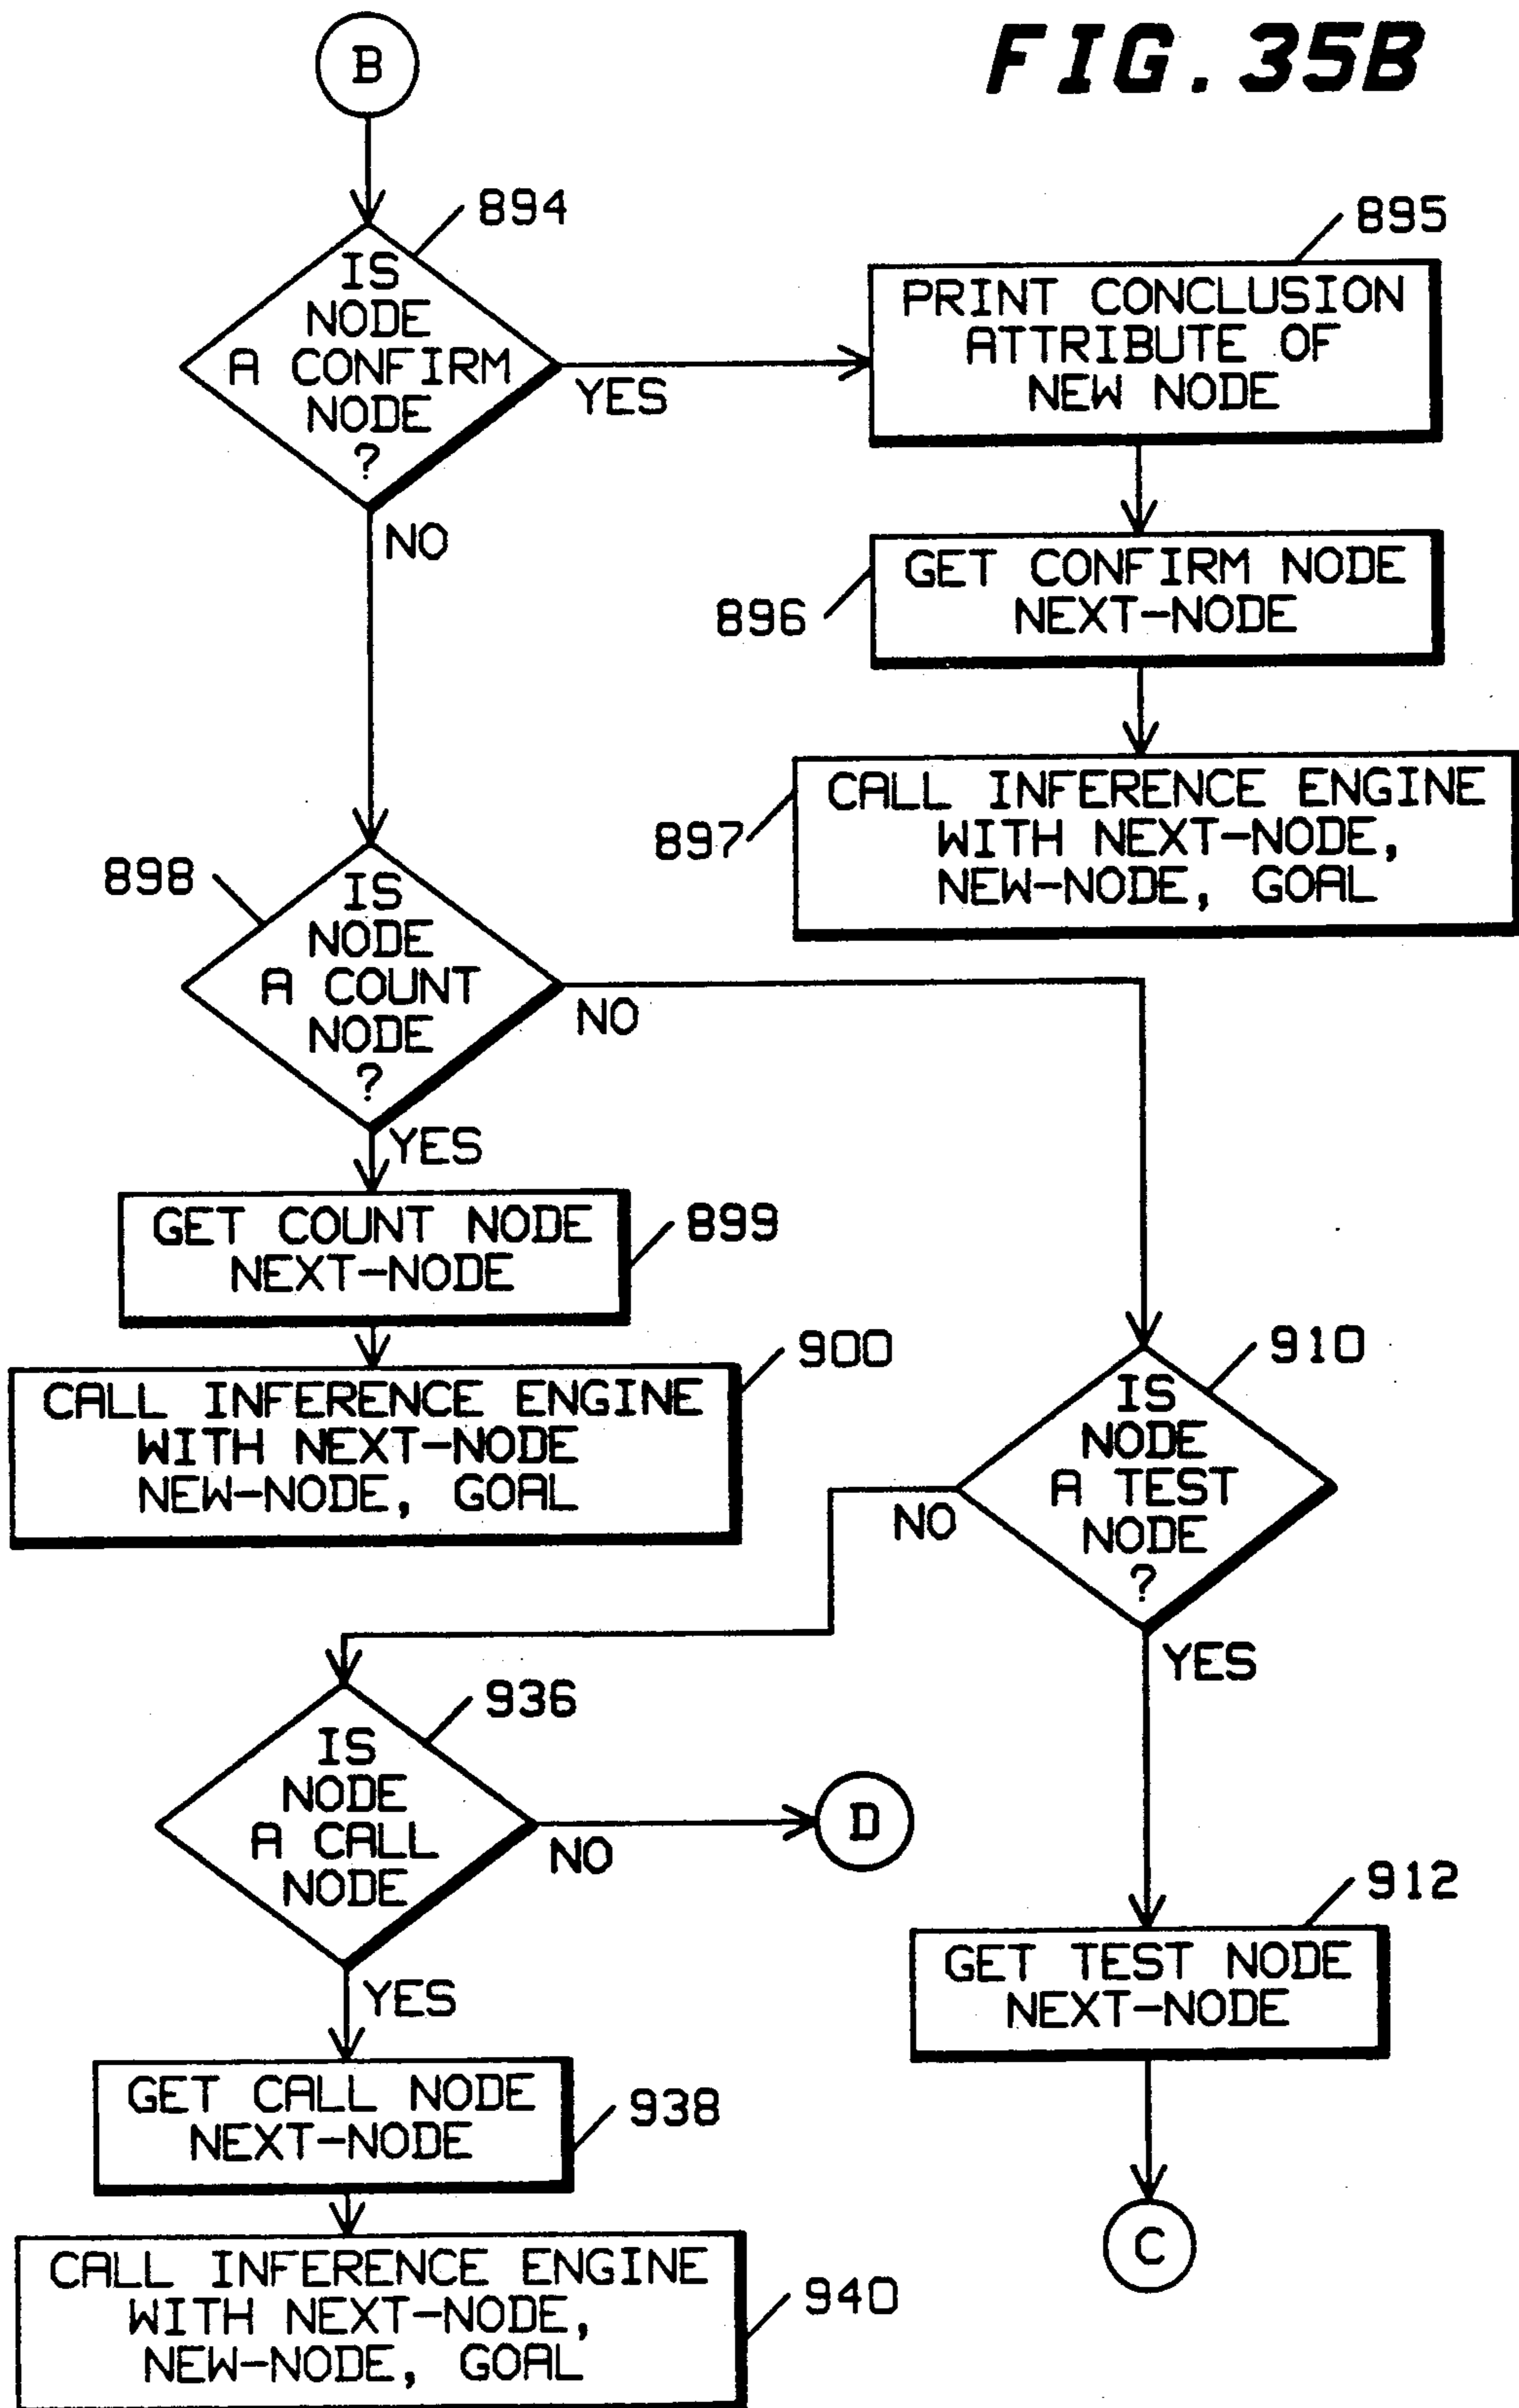 FIG. 35B
B
894
IS
NODE
A CONFIRM
NODE
?
YES
NO
895
PRINT CONCLUSION
ATTRIBUTE OF
NEW NODE
896
GET CONFIRM NODE
NEXT-NODE
897
CALL INFERENCE ENGINE
WITH NEXT-NODE,
NEW-NODE, GOAL
898
IS
NODE
A COUNT
NODE
?
NO
YES
GET COUNT NODE
NEXT-NODE
899
900
CALL INFERENCE ENGINE
WITH NEXT-NODE
NEW-NODE, GOAL
910
IS
NODE
A TEST
NODE
?
NO
YES
936
IS
NODE
A CALL
NODE
NO
D
YES
912
GET TEST NODE
NEXT-NODE
C
GET CALL NODE
NEXT-NODE
938
CALL INFERENCE ENGINE
WITH NEXT-NODE,
NEW-NODE, GOAL
940